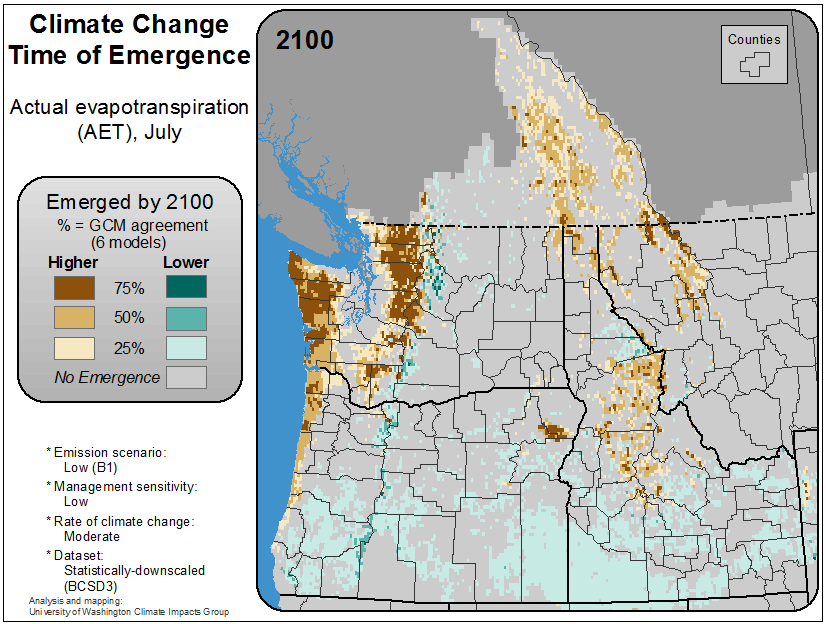 Climate Change
Time of Emergence
Actual evapotranspiration
(AET), July
Emerged by 2100
% = GCM agreement
(6 models)
Higher Lower
75%
50%
25%
No Emergence
* Emission scenario:
Low (B1)
* Management sensitivity:
Low
* Rate of climate change:
Moderate
* Dataset:
Statistically-downscaled
(BCSD3)
Analysis and mapping:
University of Washington Climate Impacts Group
2100
Counties